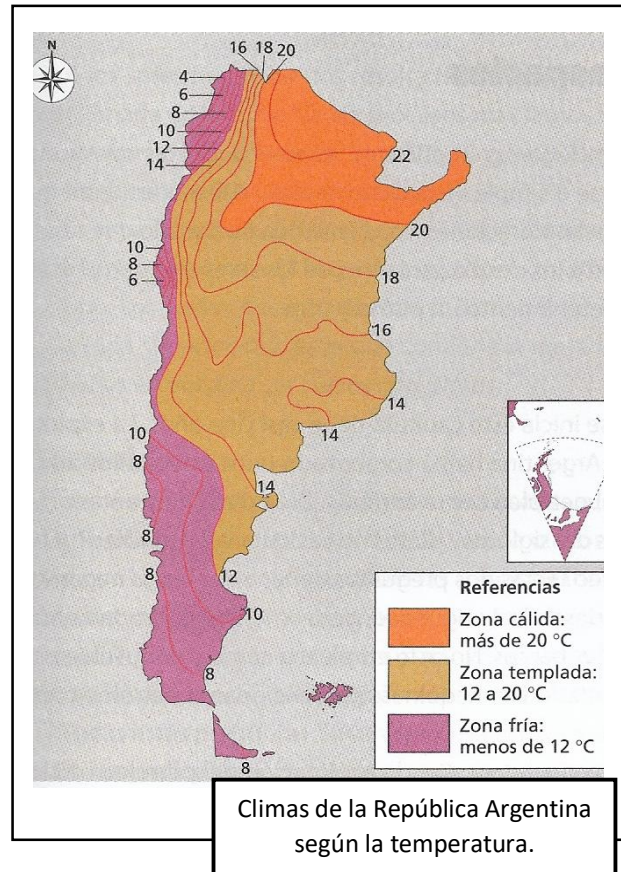 N
16
18
20
4
6
8
10
12
14
22
20
10
8
6
18
16
14
14
10
8
14
8
12
10
8
8
8
Referencias
Zona cálida:
más de 20 °C
Zona templada:
12 a 20 °C
Zona fría:
menos de 12 °C
Climas de la República Argentina
según la temperatura.